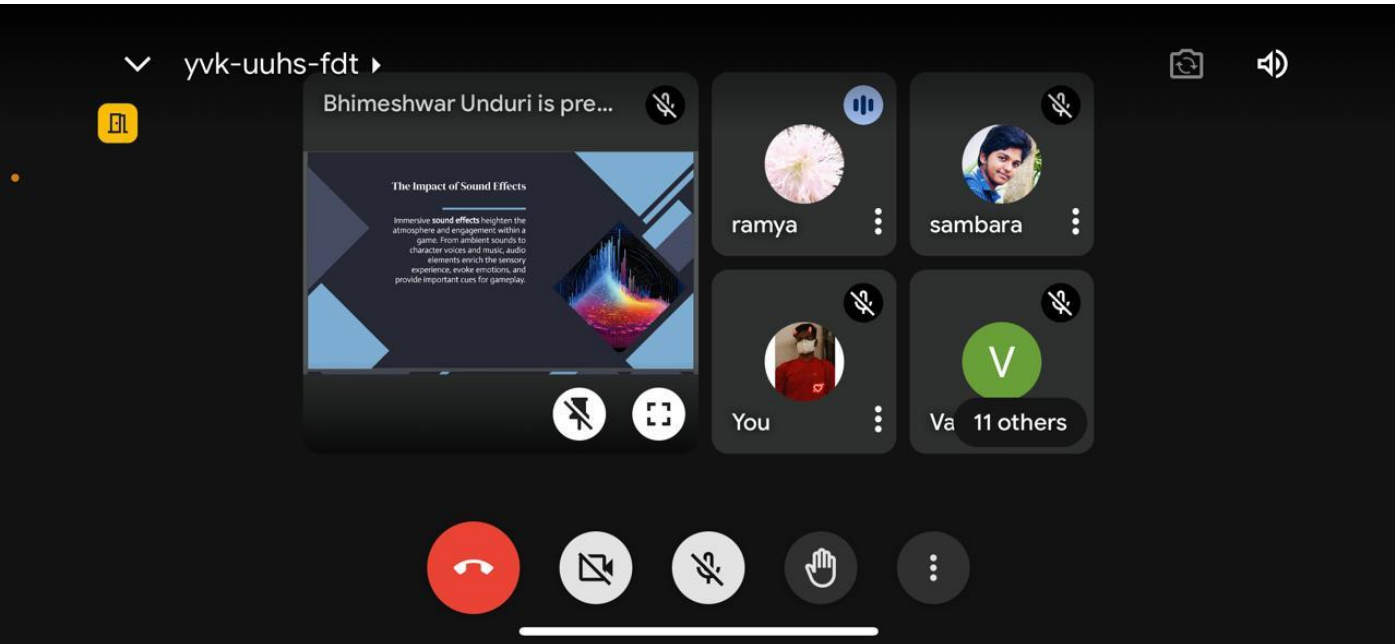 yvk-uuhs-fdt
Bhimeshwar Unduri is pre...
The Impact of Sound Effects
Immersive sound effects heighten the
atmosphere and engagement within a
game. From ambient sounds to
character voices and music, audio
elements enrich the sensory
experience, evoke emotions, and
provide important cues for gameplay.
ramya
sambara
You
V
Va
11 others